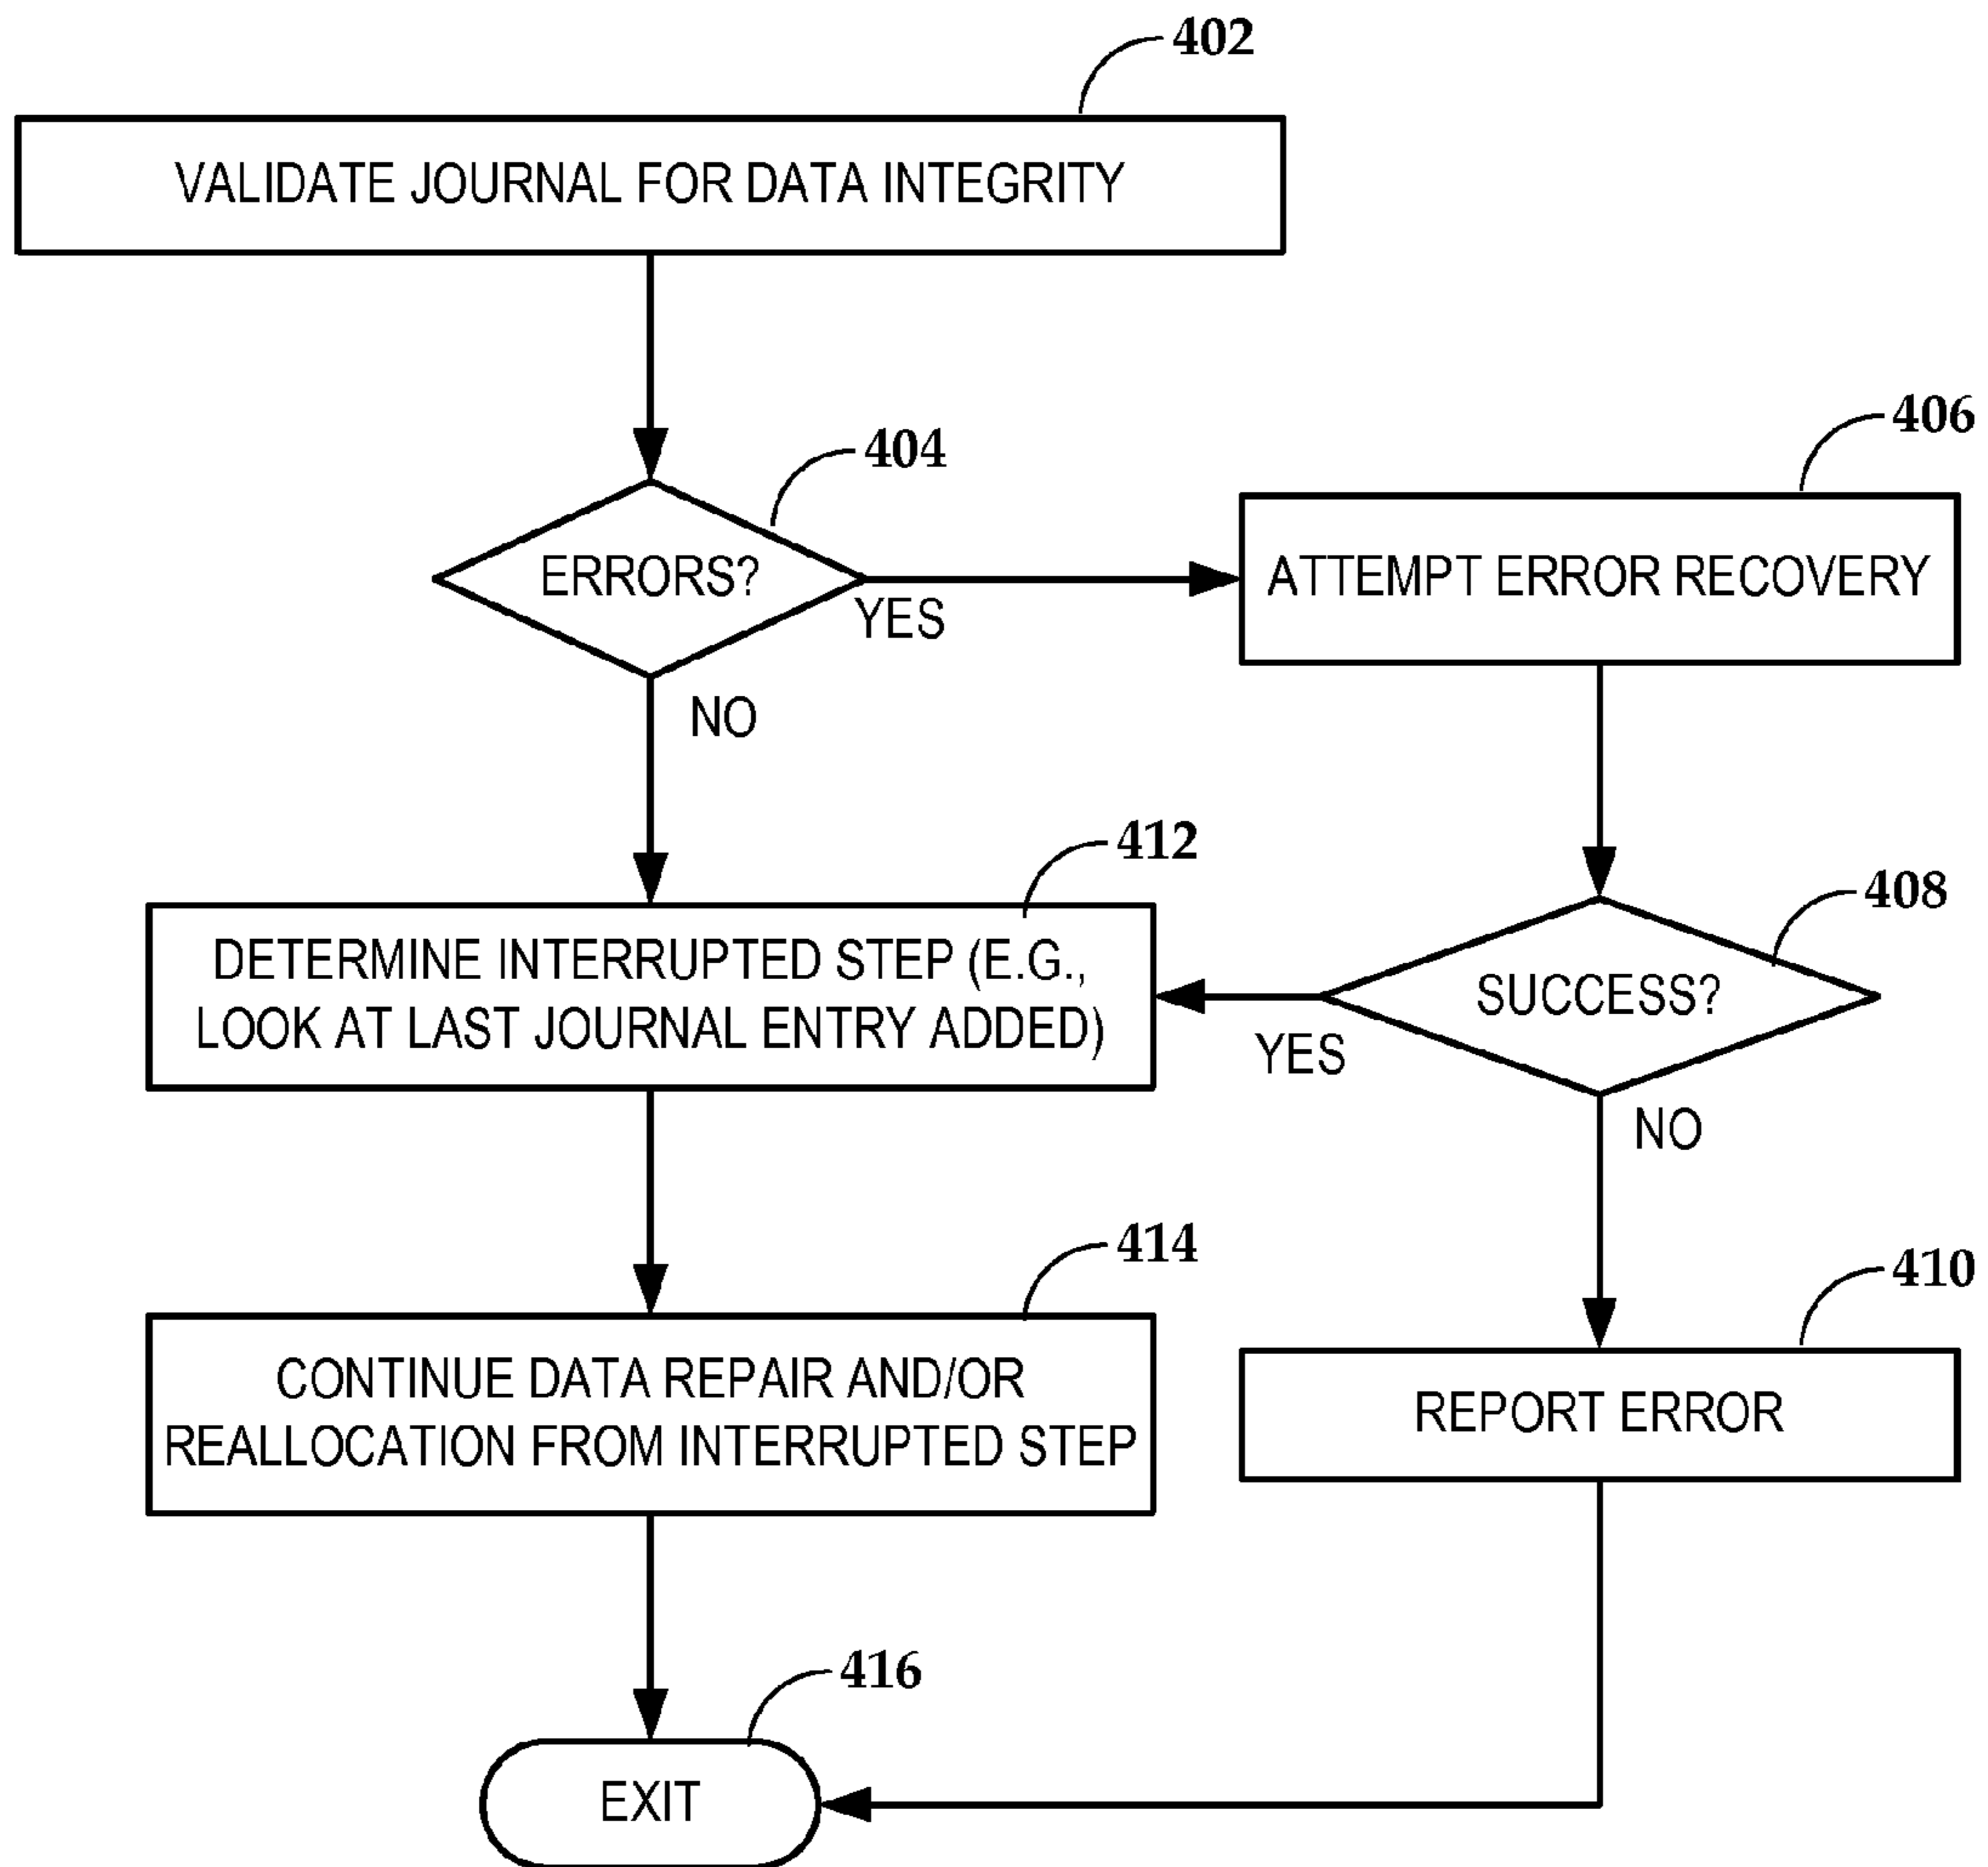 402
VALIDATE JOURNAL FOR DATA INTEGRITY
404
ERRORS?
YES
NO
406
ATTEMPT ERROR RECOVERY
408
SUCCESS?
YES
NO
412
DETERMINE INTERRUPTED STEP (E.G.,
LOOK AT LAST JOURNAL ENTRY ADDED)
414
CONTINUE DATA REPAIR AND/OR
REALLOCATION FROM INTERRUPTED STEP
410
REPORT ERROR
416
EXIT